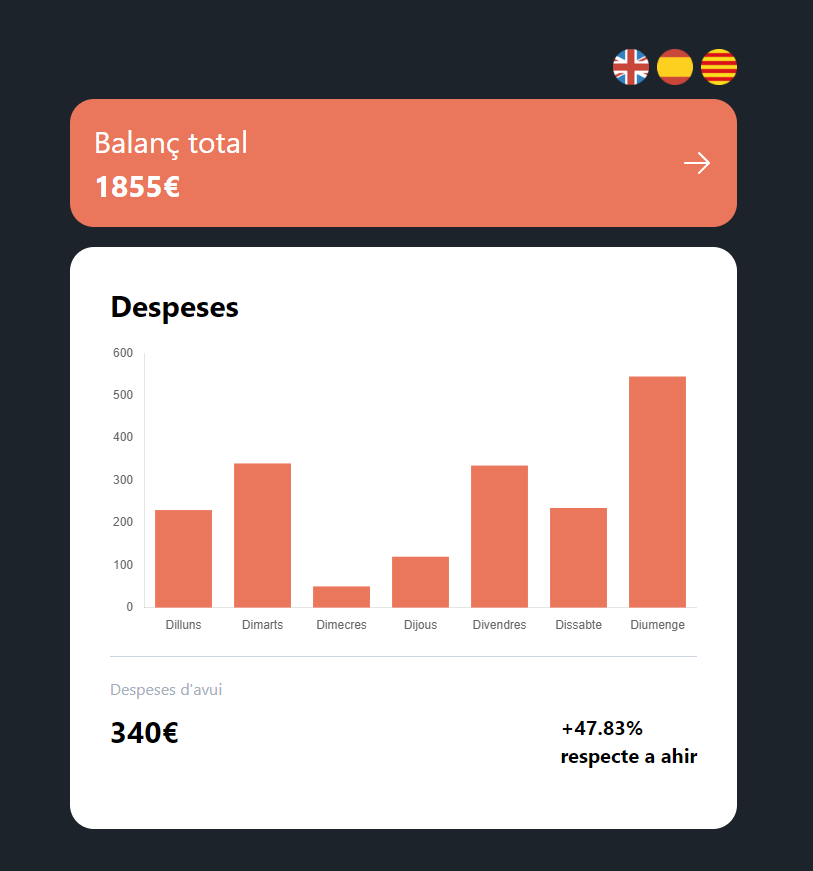 Balanç total
1855€
Despeses
600
500
400
300
200
100
0
Dilluns Dimarts Dimecres Dijous Divendres Dissabte Diumenge
Despeses d'avui
340€
+47.83%
respecte a ahir